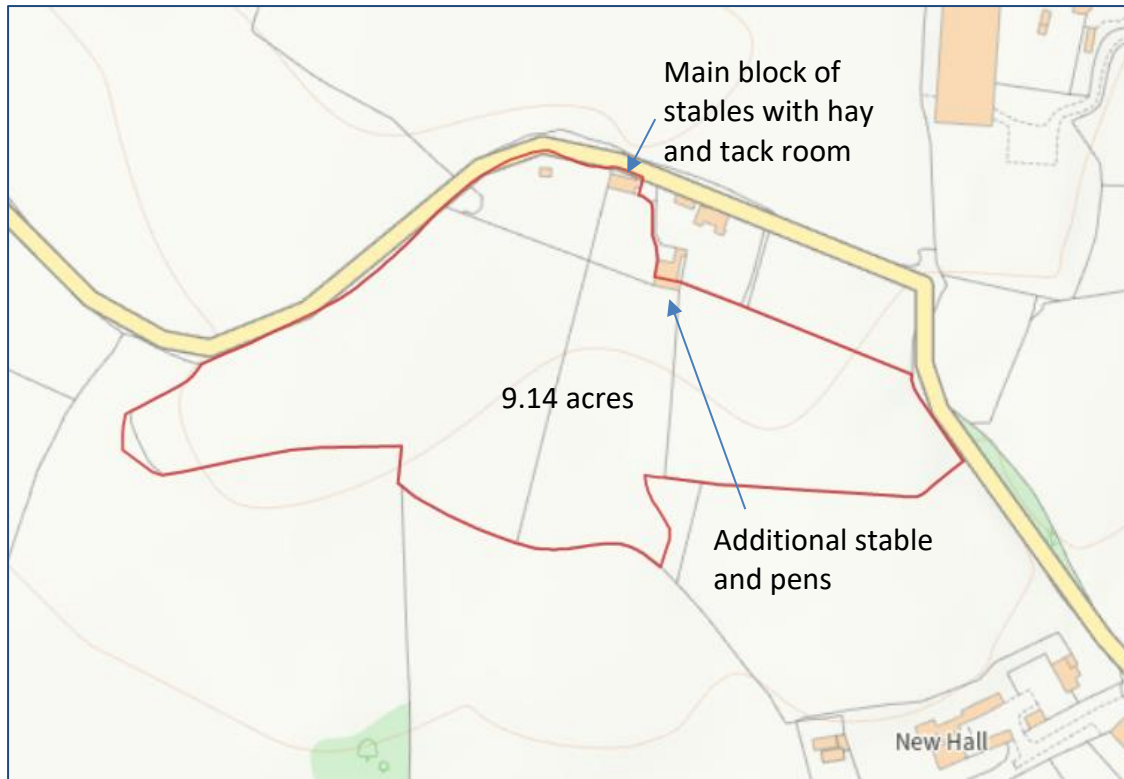 Main block of
stables with hay
and tack room
9.14 acres
Additional stable
and pens
New Hall